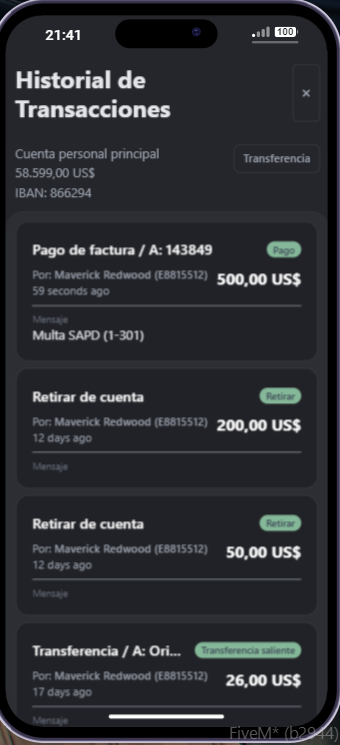 21:41
100
Historial de
Transacciones
×
Cuenta personal principal
Transferencia
58.599,00 US$
IBAN: 866294
Pago de factura / A: 143849
Pago
Por: Maverick Redwood (E8815512)
500,00 US$
59 seconds ago
Mensaje
Multa SAPD (1-301)
Retirar de cuenta
Retirar
Por: Maverick Redwood (E8815512)
200,00 US$
12 days ago
Mensaje
Retirar de cuenta
Retirar
Por: Maverick Redwood (E8815512)
50,00 US$
12 days ago
Mensaje
Transferencia / A: Ori...
Transferencia saliente
Por: Maverick Redwood (E8815512)
26,00 US$
17 days ago
Mensaje
FiveM* (b2944)